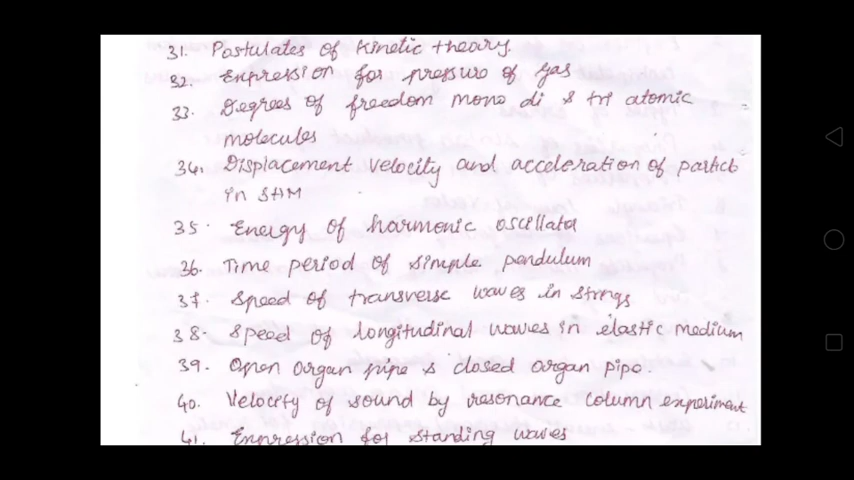 31. Postulates of kinetic theory.
32. Expression for pressure of gas
33. Degrees of freedom mono di & tri atomic
molecules
34. Displacement velocity and acceleration of particle
in SHM
35. Energy of harmonic oscillator
36. Time period of simple pendulum
37. Speed of transverse waves in strings
38. Speed of longitudinal waves in elastic medium
39. Open organ pipe & closed organ pipe.
40. Velocity of sound by resonance column experiment
41. Expression for standing waves